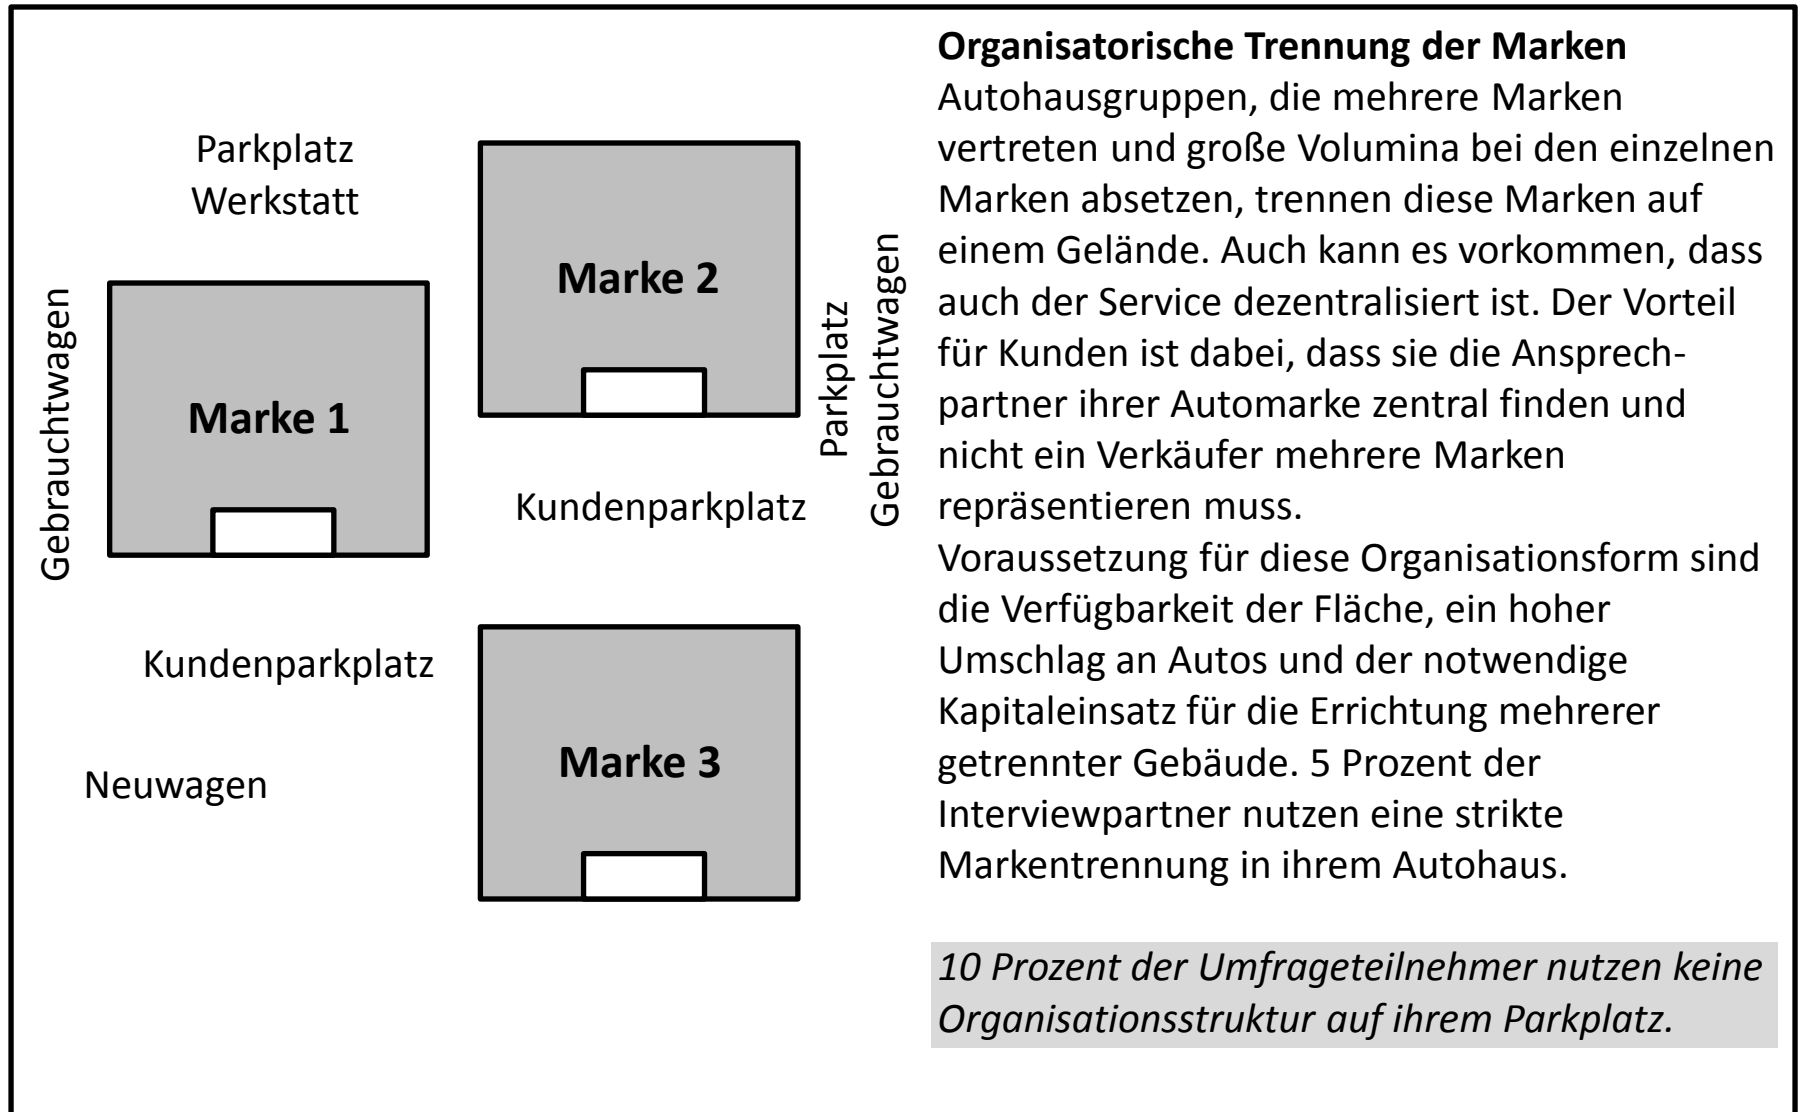 Parkplatz
Werkstatt
Gebrauchtwagen
Marke 1
Marke 2
Parkplatz
Gebrauchtwagen
Kundenparkplatz
Kundenparkplatz
Neuwagen
Marke 3
Organisatorische Trennung der Marken
Autohausgruppen, die mehrere Marken
vertreten und große Volumina bei den einzelnen
Marken absetzen, trennen diese Marken auf
einem Gelände. Auch kann es vorkommen, dass
auch der Service dezentralisiert ist. Der Vorteil
für Kunden ist dabei, dass sie die Ansprech-
partner ihrer Automarke zentral finden und
nicht ein Verkäufer mehrere Marken
repräsentieren muss.
Voraussetzung für diese Organisationsform sind
die Verfügbarkeit der Fläche, ein hoher
Umschlag an Autos und der notwendige
Kapitaleinsatz für die Errichtung mehrerer
getrennter Gebäude. 5 Prozent der
Interviewpartner nutzen eine strikte
Markentrennung in ihrem Autohaus.
10 Prozent der Umfrageteilnehmer nutzen keine
Organisationsstruktur auf ihrem Parkplatz.